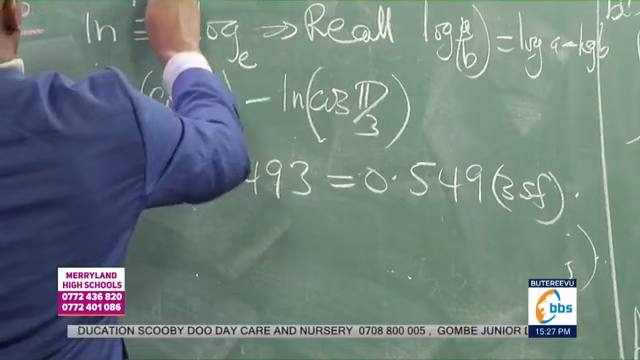 ln ≡ log_e ⇒ Recall log(a/b) = log a − log b
− ln(cos π/3)
493 = 0.549 (3sf).
MERRYLAND
HIGH SCHOOLS
0772 436 820
0772 401 086
BUTEREEVU
bbs
15:27 PM
DUCATION SCOOBY DOO DAY CARE AND NURSERY 0708 800 005 , GOMBE JUNIOR